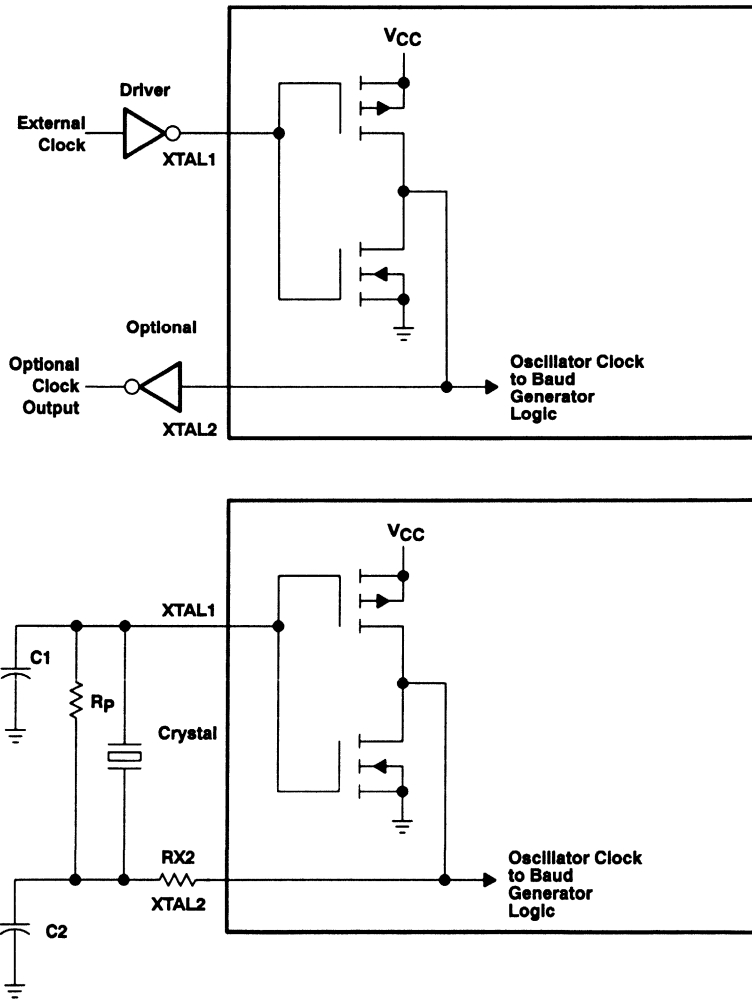 VCC
Driver
External
Clock
XTAL1
Optional
Optional
Clock
Output
XTAL2
Oscillator Clock
to Baud
Generator
Logic
VCC
XTAL1
C1
RP
Crystal
RX2
XTAL2
C2
Oscillator Clock
to Baud
Generator
Logic